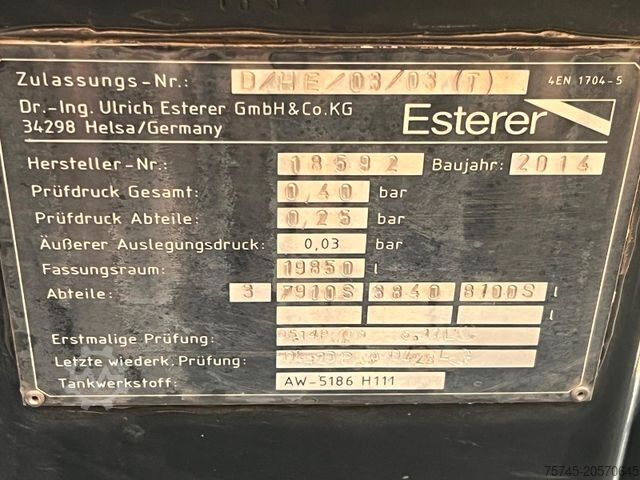 Zulassungs-Nr.: D/HE/03/03 (T) 4EN 1704-5
Dr.-Ing. Ulrich Esterer GmbH & Co.KG
34298 Helsa/Germany
Esterer
Hersteller-Nr.: 18592 Baujahr: 2014
Prüfdruck Gesamt: 0,40 bar
Prüfdruck Abteile: 0,25 bar
Äußerer Auslegungsdruck: 0,03 bar
Fassungsraum: 19850 l
Abteile: 3 7910S 3840 8100S l
l
Erstmalige Prüfung:
Letzte wiederk. Prüfung:
Tankwerkstoff: AW-5186 H111
75745-20570645